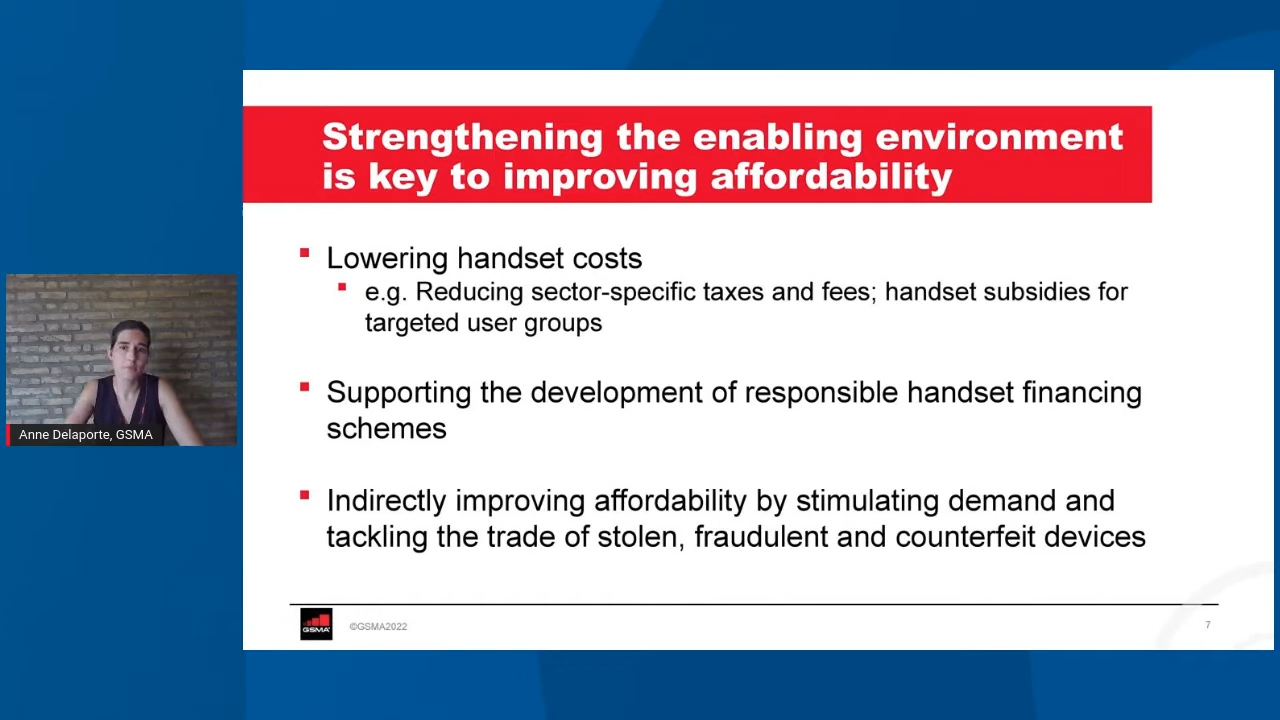 Strengthening the enabling environment
is key to improving affordability
Lowering handset costs
e.g. Reducing sector-specific taxes and fees; handset subsidies for
targeted user groups
Supporting the development of responsible handset financing
schemes
Indirectly improving affordability by stimulating demand and
tackling the trade of stolen, fraudulent and counterfeit devices
Anne Delaporte, GSMA
GSMA
©GSMA2022
7